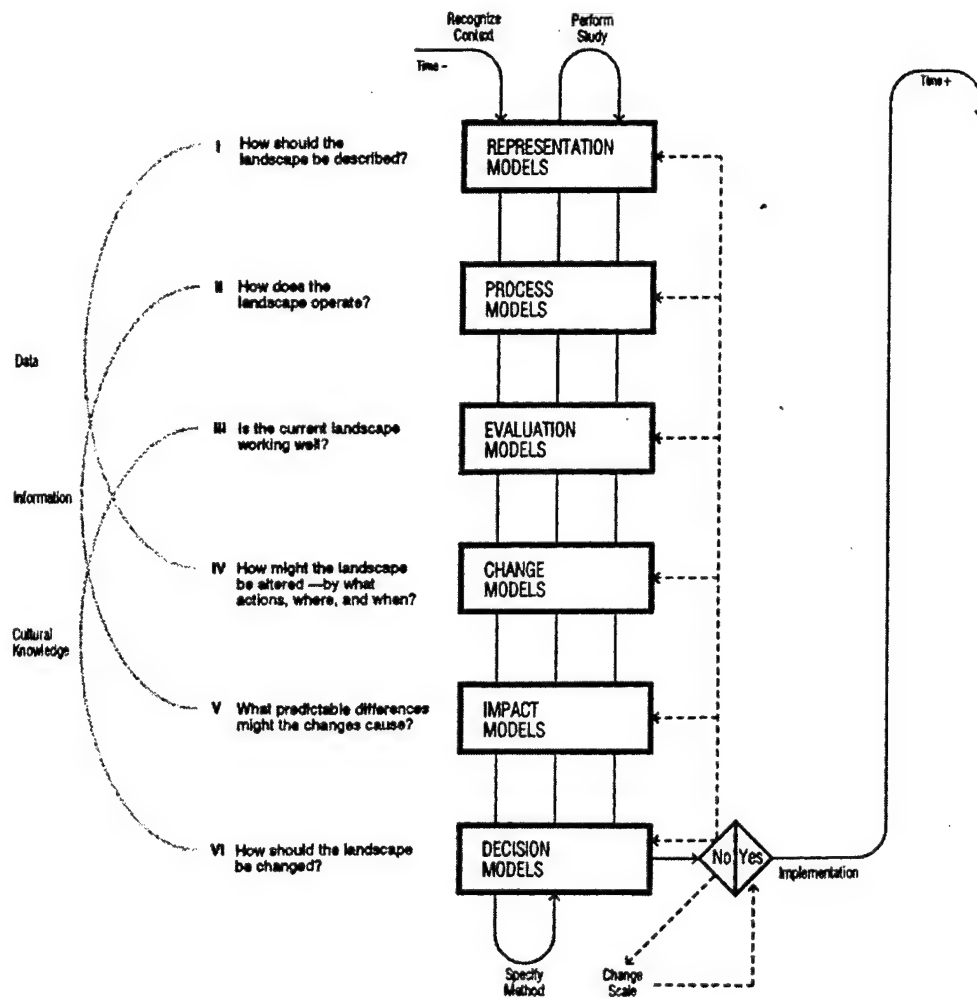 Recognize
Context
Perform
Study
Time -
Time +
I How should the
landscape be described?
REPRESENTATION
MODELS
II How does the
landscape operate?
PROCESS
MODELS
Data
III Is the current landscape
working well?
EVALUATION
MODELS
Information
IV How might the landscape
be altered —by what
actions, where, and when?
CHANGE
MODELS
Cultural
Knowledge
V What predictable differences
might the changes cause?
IMPACT
MODELS
VI How should the landscape
be changed?
DECISION
MODELS
No Yes
Implementation
Specify
Method
Change
Scale